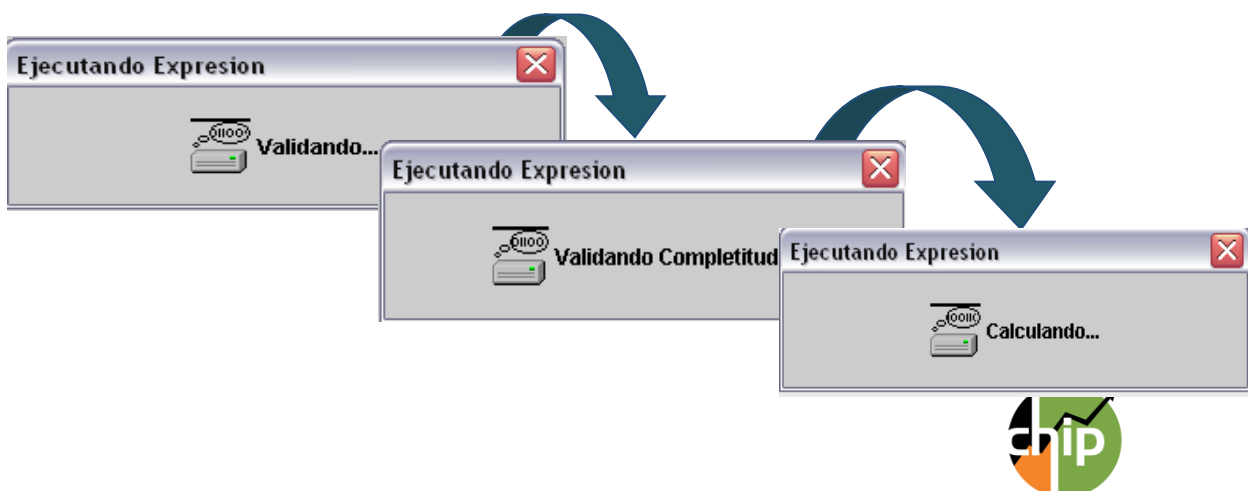 Ejecutando Expresion
Validando...
Ejecutando Expresion
Validando Completitud
Ejecutando Expresion
Calculando...
chip